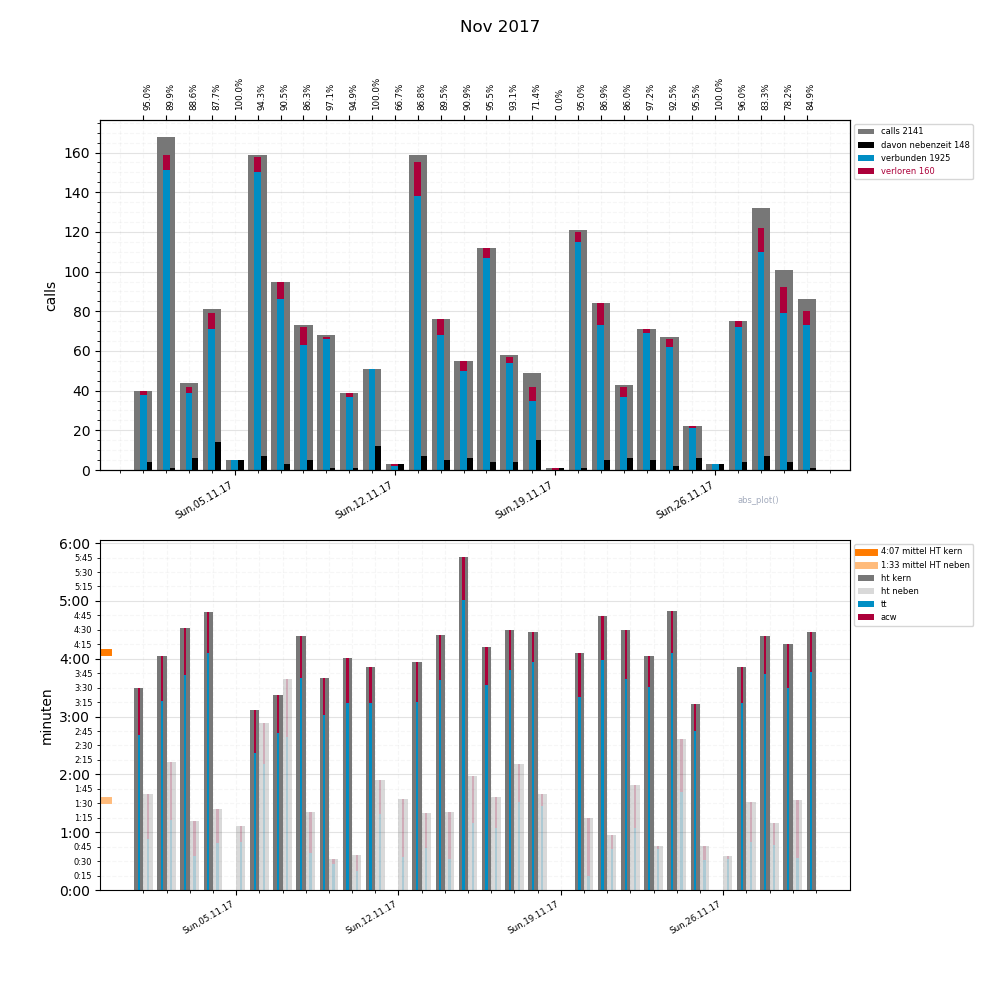 Nov 2017
95.0% 89.9% 88.6% 87.7% 100.0% 94.3% 90.5% 86.3% 97.1% 94.9% 100.0% 66.7% 86.8% 89.5% 90.9% 95.5% 93.1% 71.4% 0.0% 95.0% 86.9% 86.0% 97.2% 92.5% 95.5% 100.0% 96.0% 83.3% 78.2% 84.9%
calls
160
140
120
100
80
60
40
20
0
calls 2141
davon nebenzeit 148
verbunden 1925
verloren 160
Sun,05.11.17 Sun,12.11.17 Sun,19.11.17 Sun,26.11.17
abs_plot()
minuten
6:00
5:45
5:30
5:15
5:00
4:45
4:30
4:15
4:00
3:45
3:30
3:15
3:00
2:45
2:30
2:15
2:00
1:45
1:30
1:15
1:00
0:45
0:30
0:15
0:00
4:07 mittel HT kern
1:33 mittel HT neben
ht kern
ht neben
tt
acw
Sun,05.11.17 Sun,12.11.17 Sun,19.11.17 Sun,26.11.17